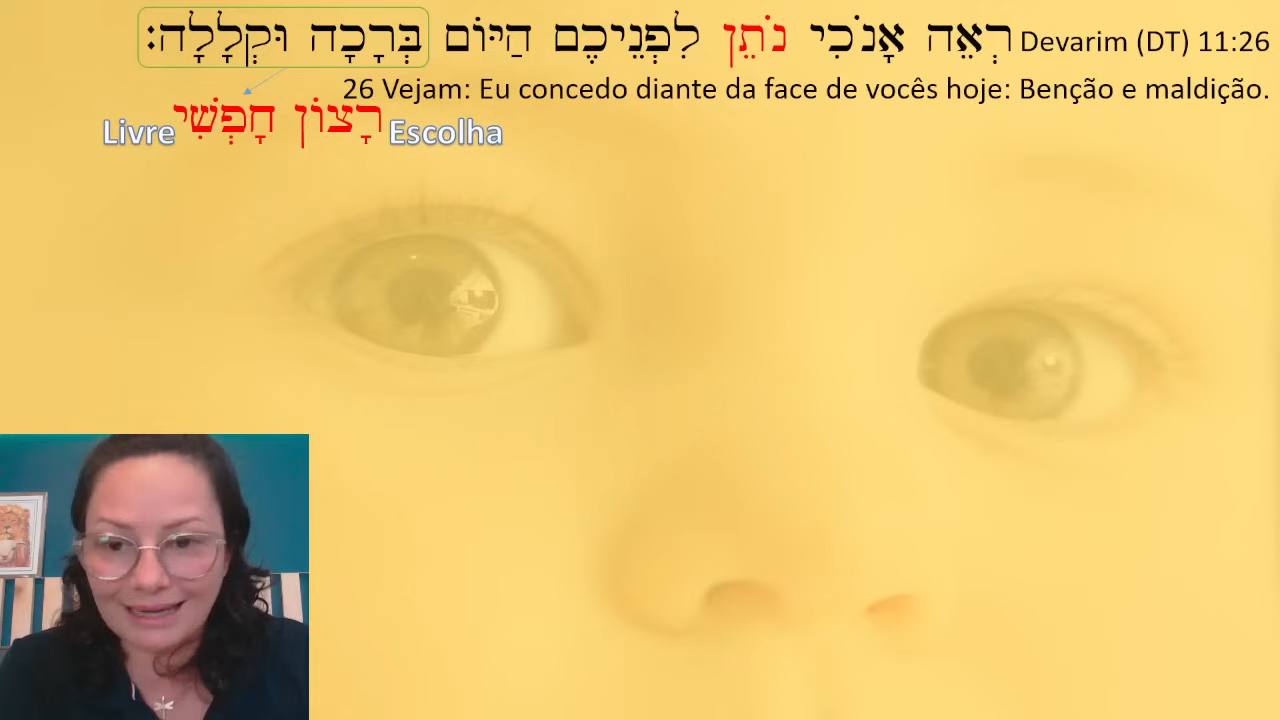 רְאֵה אָנֹכִי נֹתֵן לִפְנֵיכֶם הַיּוֹם בְּרָכָה וּקְלָלָה׃ Devarim (DT) 11:26
26 Vejam: Eu concedo diante da face de vocês hoje: Benção e maldição.
Livre רָצוֹן חָפְשִׁי Escolha